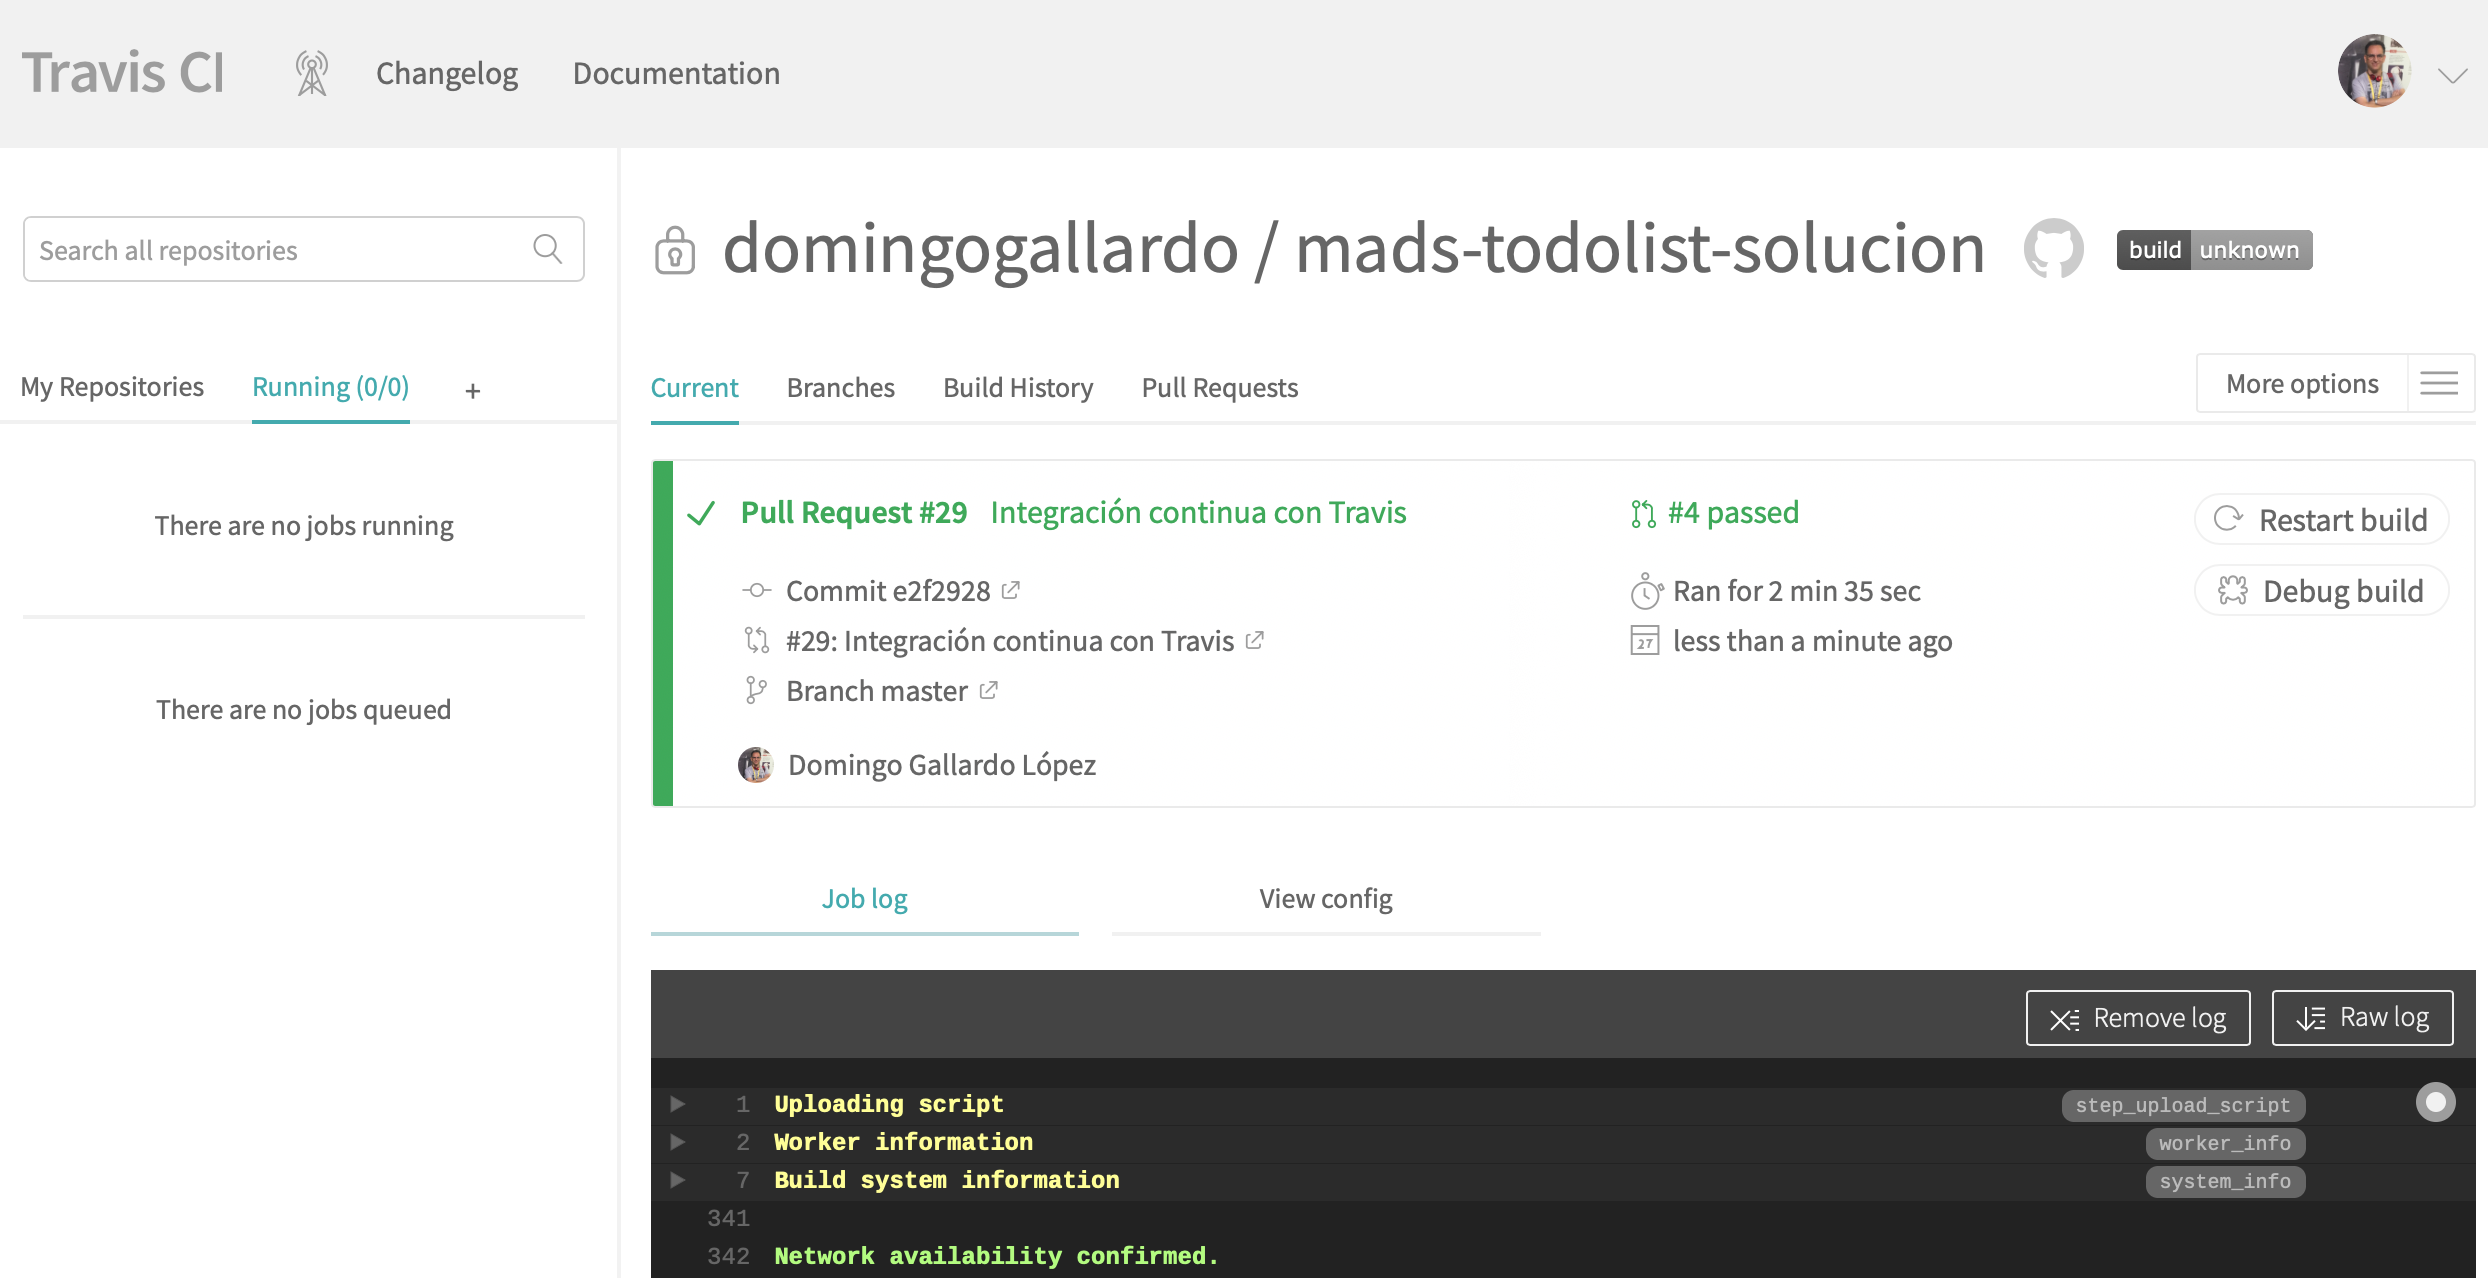 Travis CI
Changelog
Documentation
Search all repositories
My Repositories
Running (0/0)
+
There are no jobs running
There are no jobs queued
domingogallardo / mads-todolist-solucion
build unknown
Current
Branches
Build History
Pull Requests
More options
Pull Request #29 Integración continua con Travis
Commit e2f2928
#29: Integración continua con Travis
Branch master
Domingo Gallardo López
#4 passed
Ran for 2 min 35 sec
27 less than a minute ago
Restart build
Debug build
Job log
View config
Remove log
Raw log
1 Uploading script step_upload_script
2 Worker information worker_info
7 Build system information system_info
341
342 Network availability confirmed.